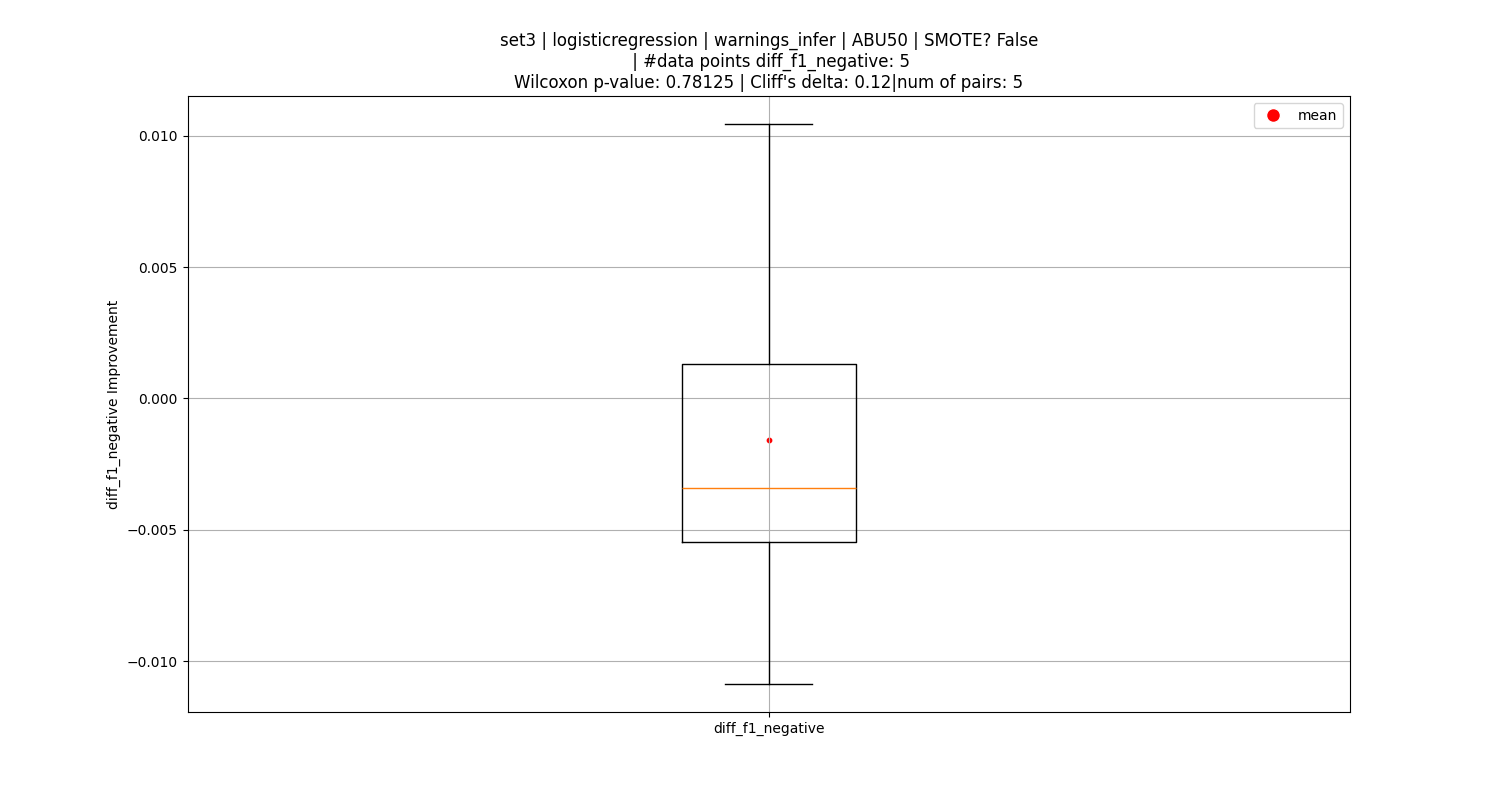 set3 | logisticregression | warnings_infer | ABU50 | SMOTE? False
| #data points diff_f1_negative: 5
Wilcoxon p-value: 0.78125 | Cliff's delta: 0.12|num of pairs: 5
mean
0.010
0.005
0.000
−0.005
−0.010
diff_f1_negative Improvement
diff_f1_negative